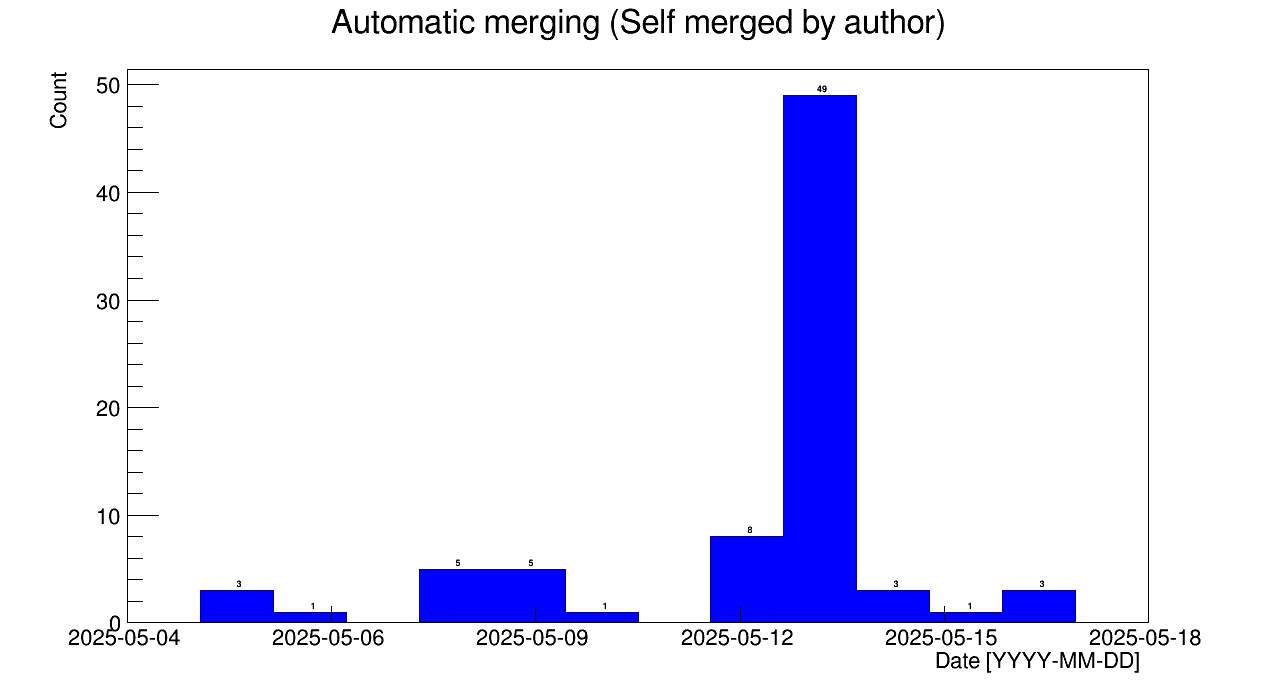 Automatic merging (Self merged by author)
Count
50
40
30
20
10
0
49
8
5 5
3 3 3
1 1 1
2025-05-04 2025-05-06 2025-05-09 2025-05-12 2025-05-15 2025-05-18
Date [YYYY-MM-DD]